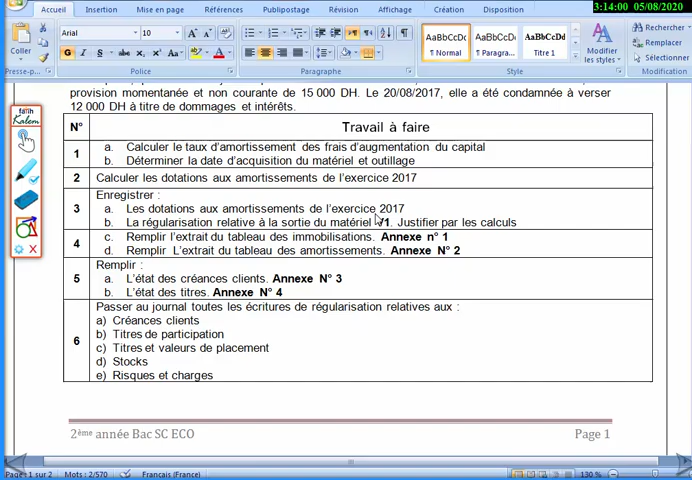 3:14:00 05/08/2020
Accueil Insertion Mise en page Références Publipostage Révision Affichage Création Disposition
Coller
Arial 10
G I S
AaBbCcDd AaBbCcDd AaBbCcDd
¶ Normal ¶ Paragra... Titre 1
Modifier les styles
Rechercher
Remplacer
Sélectionner
Presse-p... Police Paragraphe Style Modification
provision momentanée et non courante de 15 000 DH. Le 20/08/2017, elle a été condamnée à verser
12 000 DH à titre de dommages et intérêts.
faith
Kalem
N° Travail à faire
1 a. Calculer le taux d'amortissement des frais d'augmentation du capital
b. Déterminer la date d'acquisition du matériel et outillage
2 Calculer les dotations aux amortissements de l'exercice 2017
3 Enregistrer :
a. Les dotations aux amortissements de l'exercice 2017
b. La régularisation relative à la sortie du matériel V1. Justifier par les calculs
4 c. Remplir l'extrait du tableau des immobilisations. Annexe n° 1
d. Remplir L'extrait du tableau des amortissements. Annexe N° 2
5 Remplir :
a. L'état des créances clients. Annexe N° 3
b. L'état des titres. Annexe N° 4
6 Passer au journal toutes les écritures de régularisation relatives aux :
a) Créances clients
b) Titres de participation
c) Titres et valeurs de placement
d) Stocks
e) Risques et charges
2ème année Bac SC ECO Page 1
Page : 1 sur 2 Mots : 2/570 Français (France) 130 %